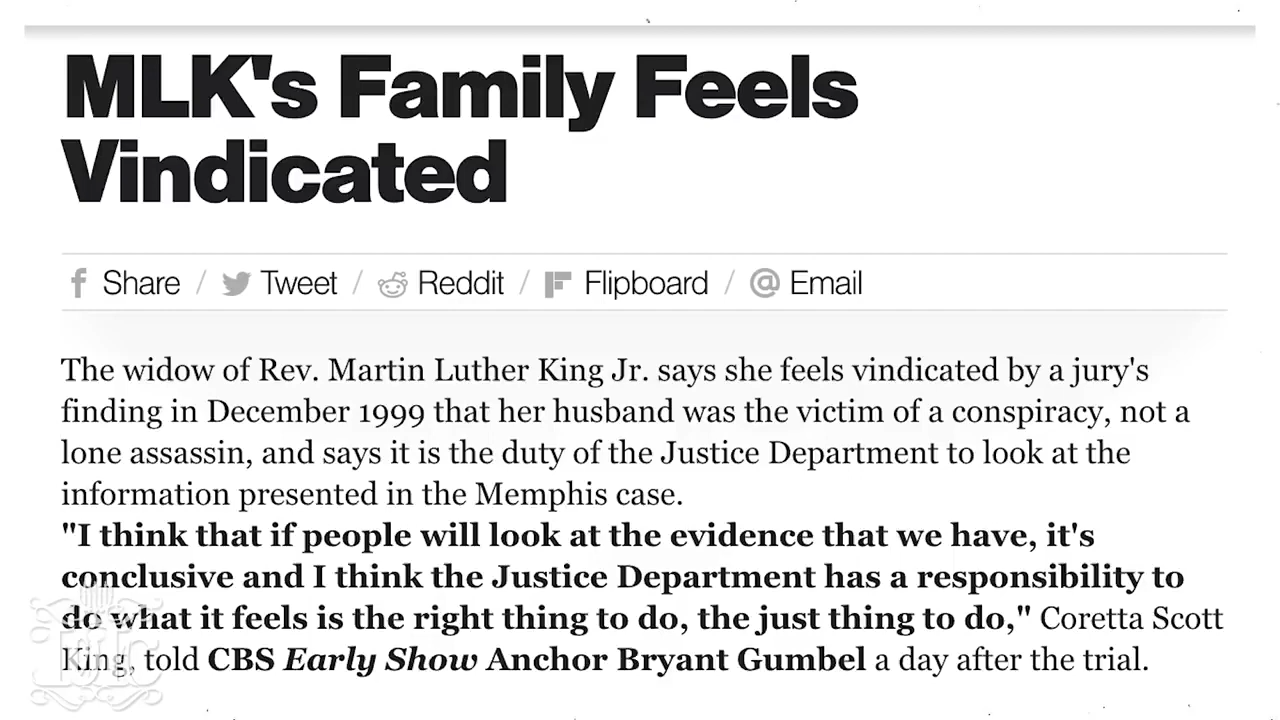 MLK's Family Feels
Vindicated
Share / Tweet / Reddit / Flipboard / @ Email
The widow of Rev. Martin Luther King Jr. says she feels vindicated by a jury's
finding in December 1999 that her husband was the victim of a conspiracy, not a
lone assassin, and says it is the duty of the Justice Department to look at the
information presented in the Memphis case.
"I think that if people will look at the evidence that we have, it's
conclusive and I think the Justice Department has a responsibility to
do what it feels is the right thing to do, the just thing to do," Coretta Scott
King, told CBS Early Show Anchor Bryant Gumbel a day after the trial.